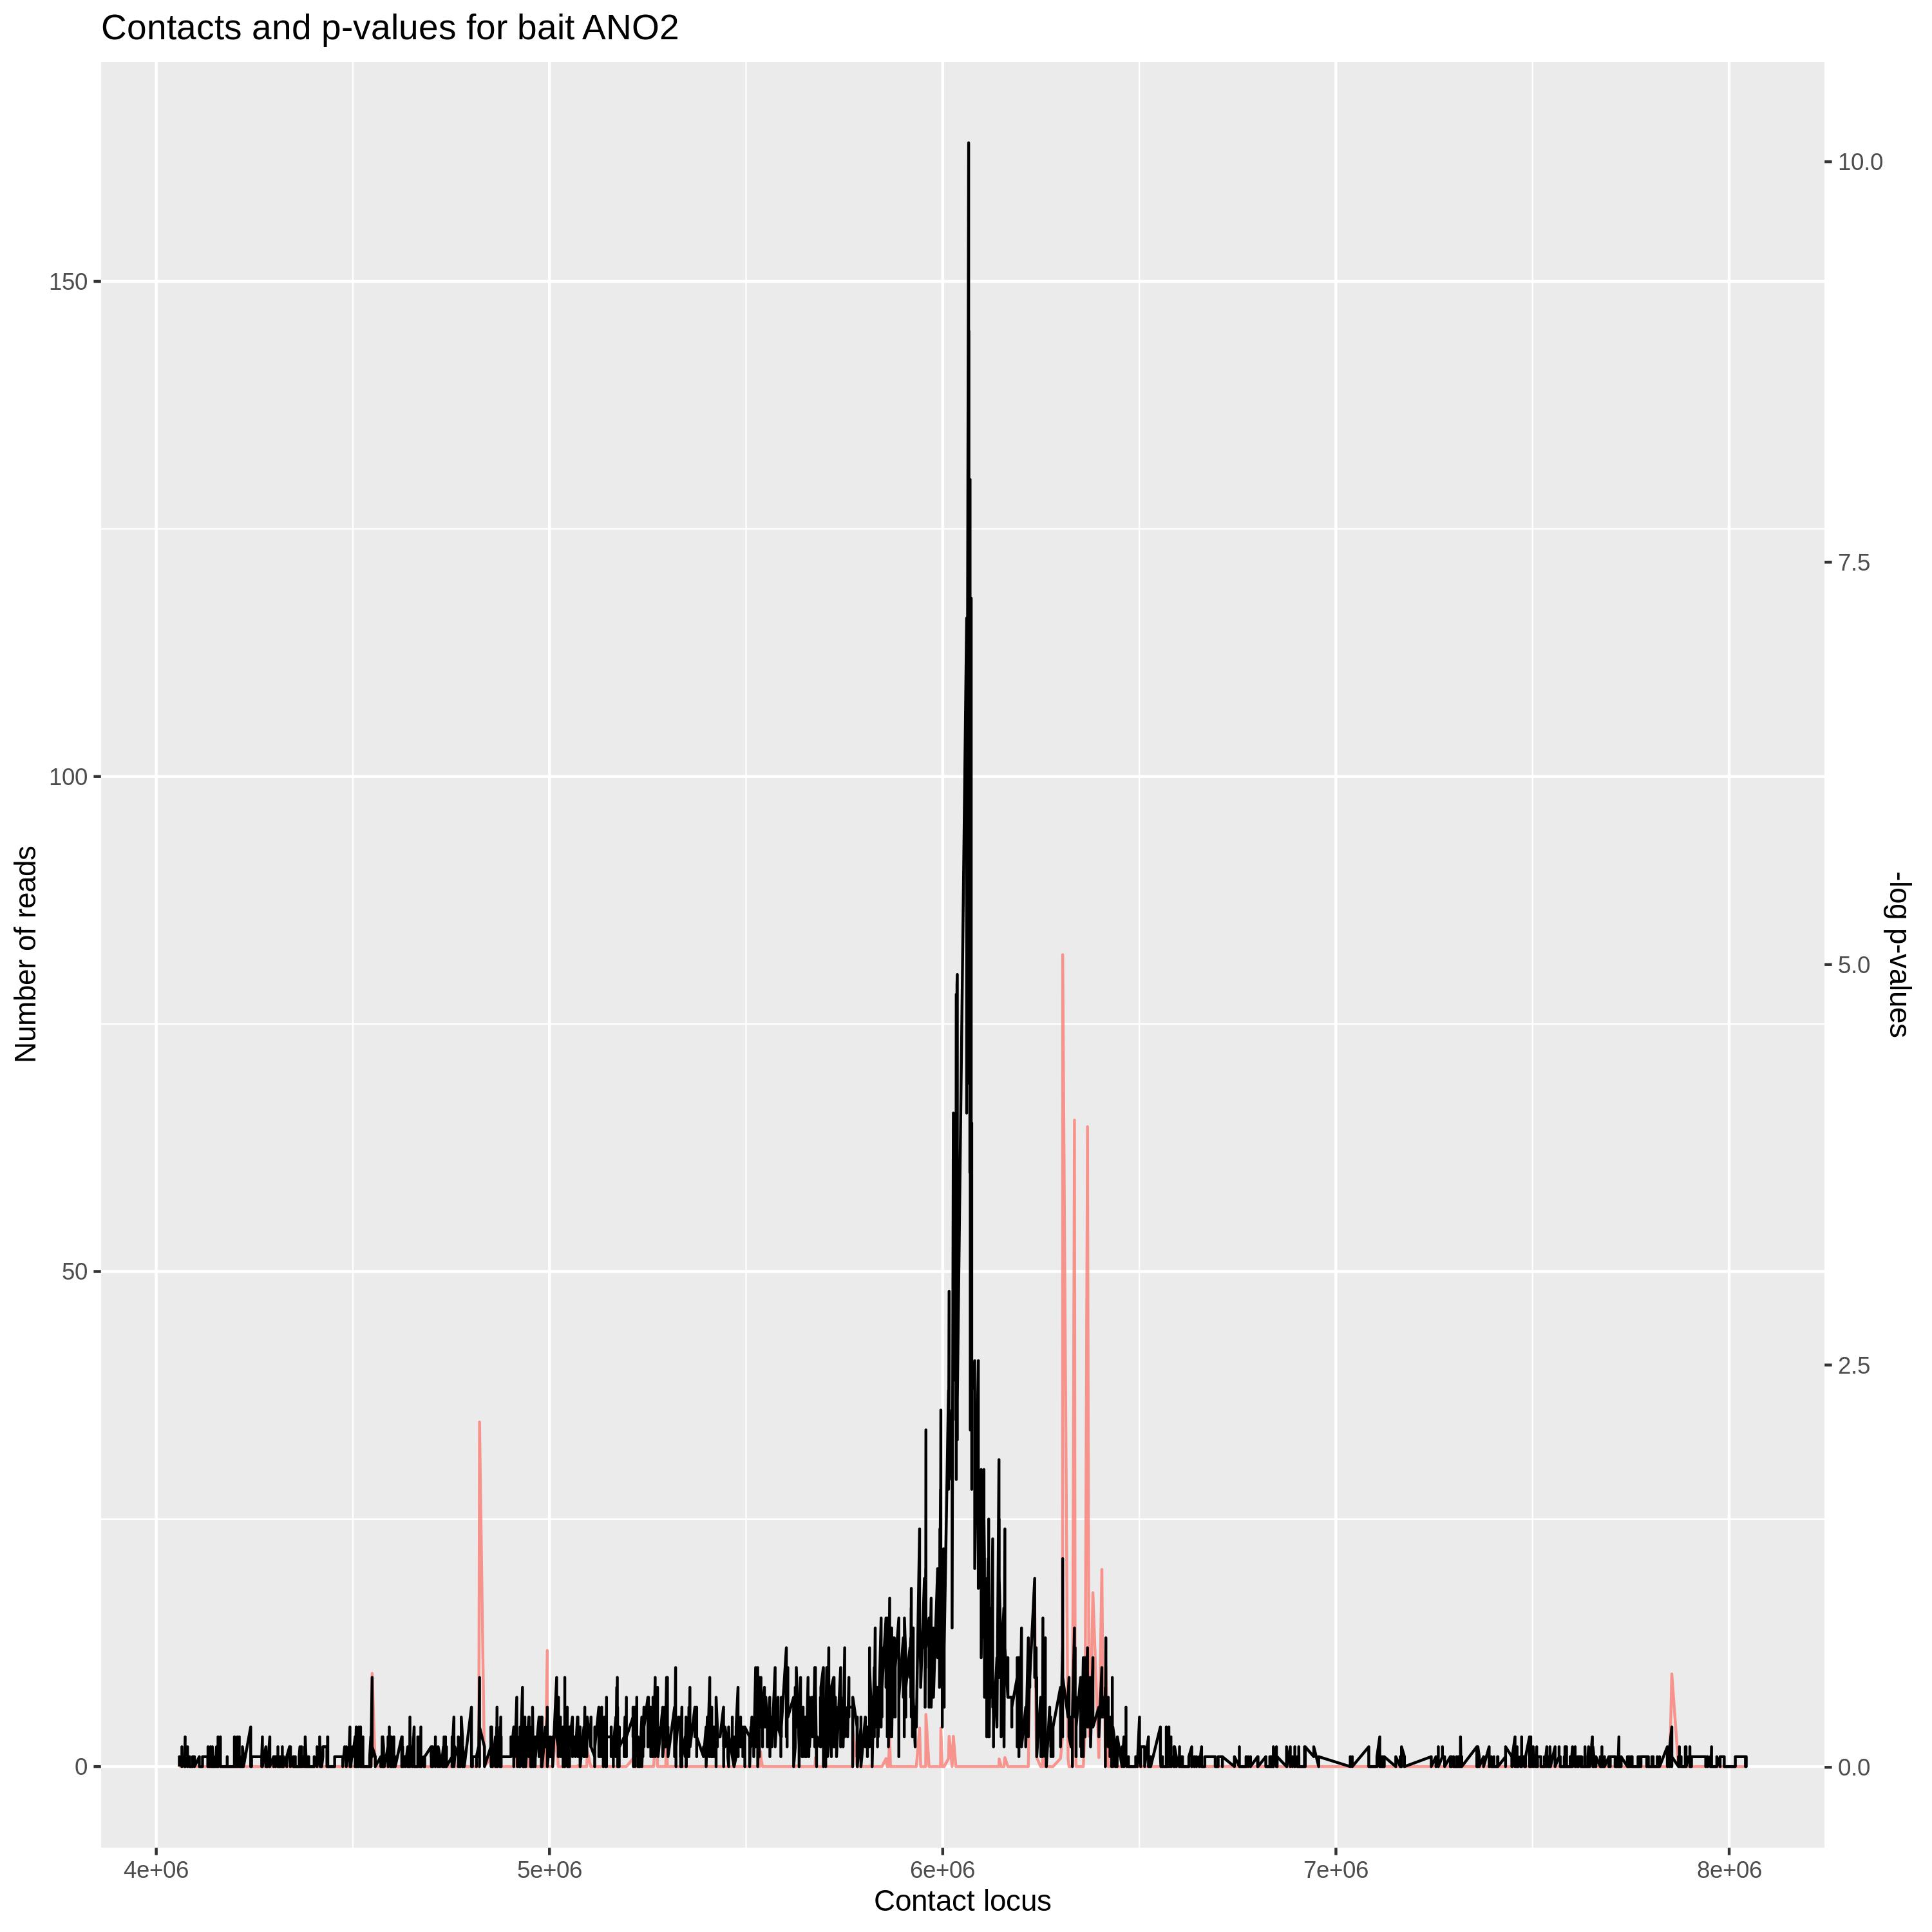 Contacts and p-values for bait ANO2
150
100
50
0
Number of reads
10.0
7.5
5.0
2.5
0.0
-log p-values
4e+06
5e+06
6e+06
7e+06
8e+06
Contact locus